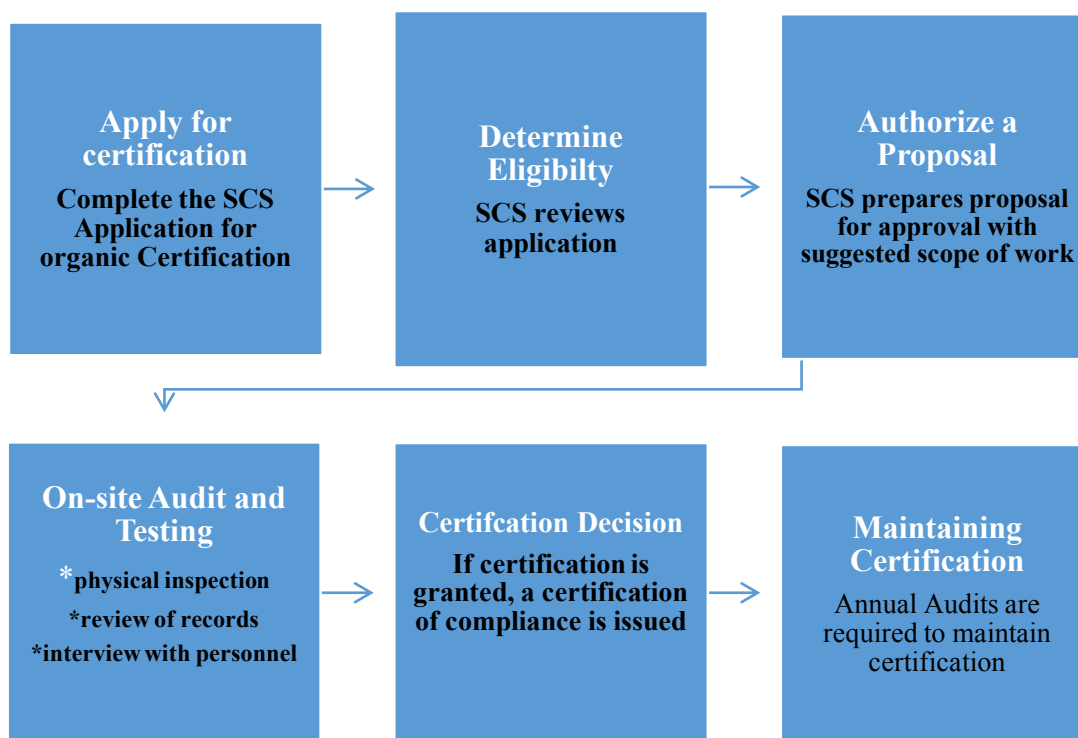 Apply for
certification
Complete the SCS
Application for
organic Certification
Determine
Eligibilty
SCS reviews
application
Authorize a
Proposal
SCS prepares proposal
for approval with
suggested scope of work
On-site Audit and
Testing
*physical inspection
*review of records
*interview with personnel
Certifcation Decision
If certification is
granted, a certification
of compliance is issued
Maintaining
Certification
Annual Audits are
required to maintain
certification